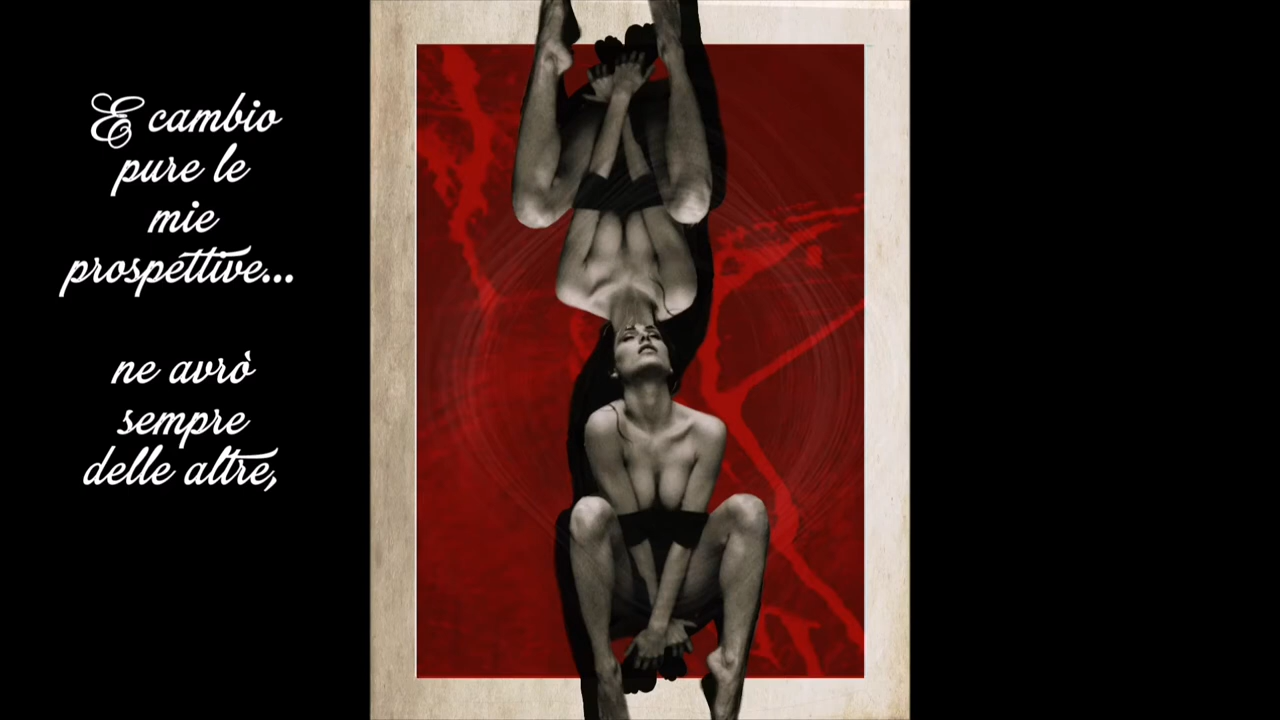 E cambio
pure le
mie
prospettive...
ne avrò
sempre
delle altre,